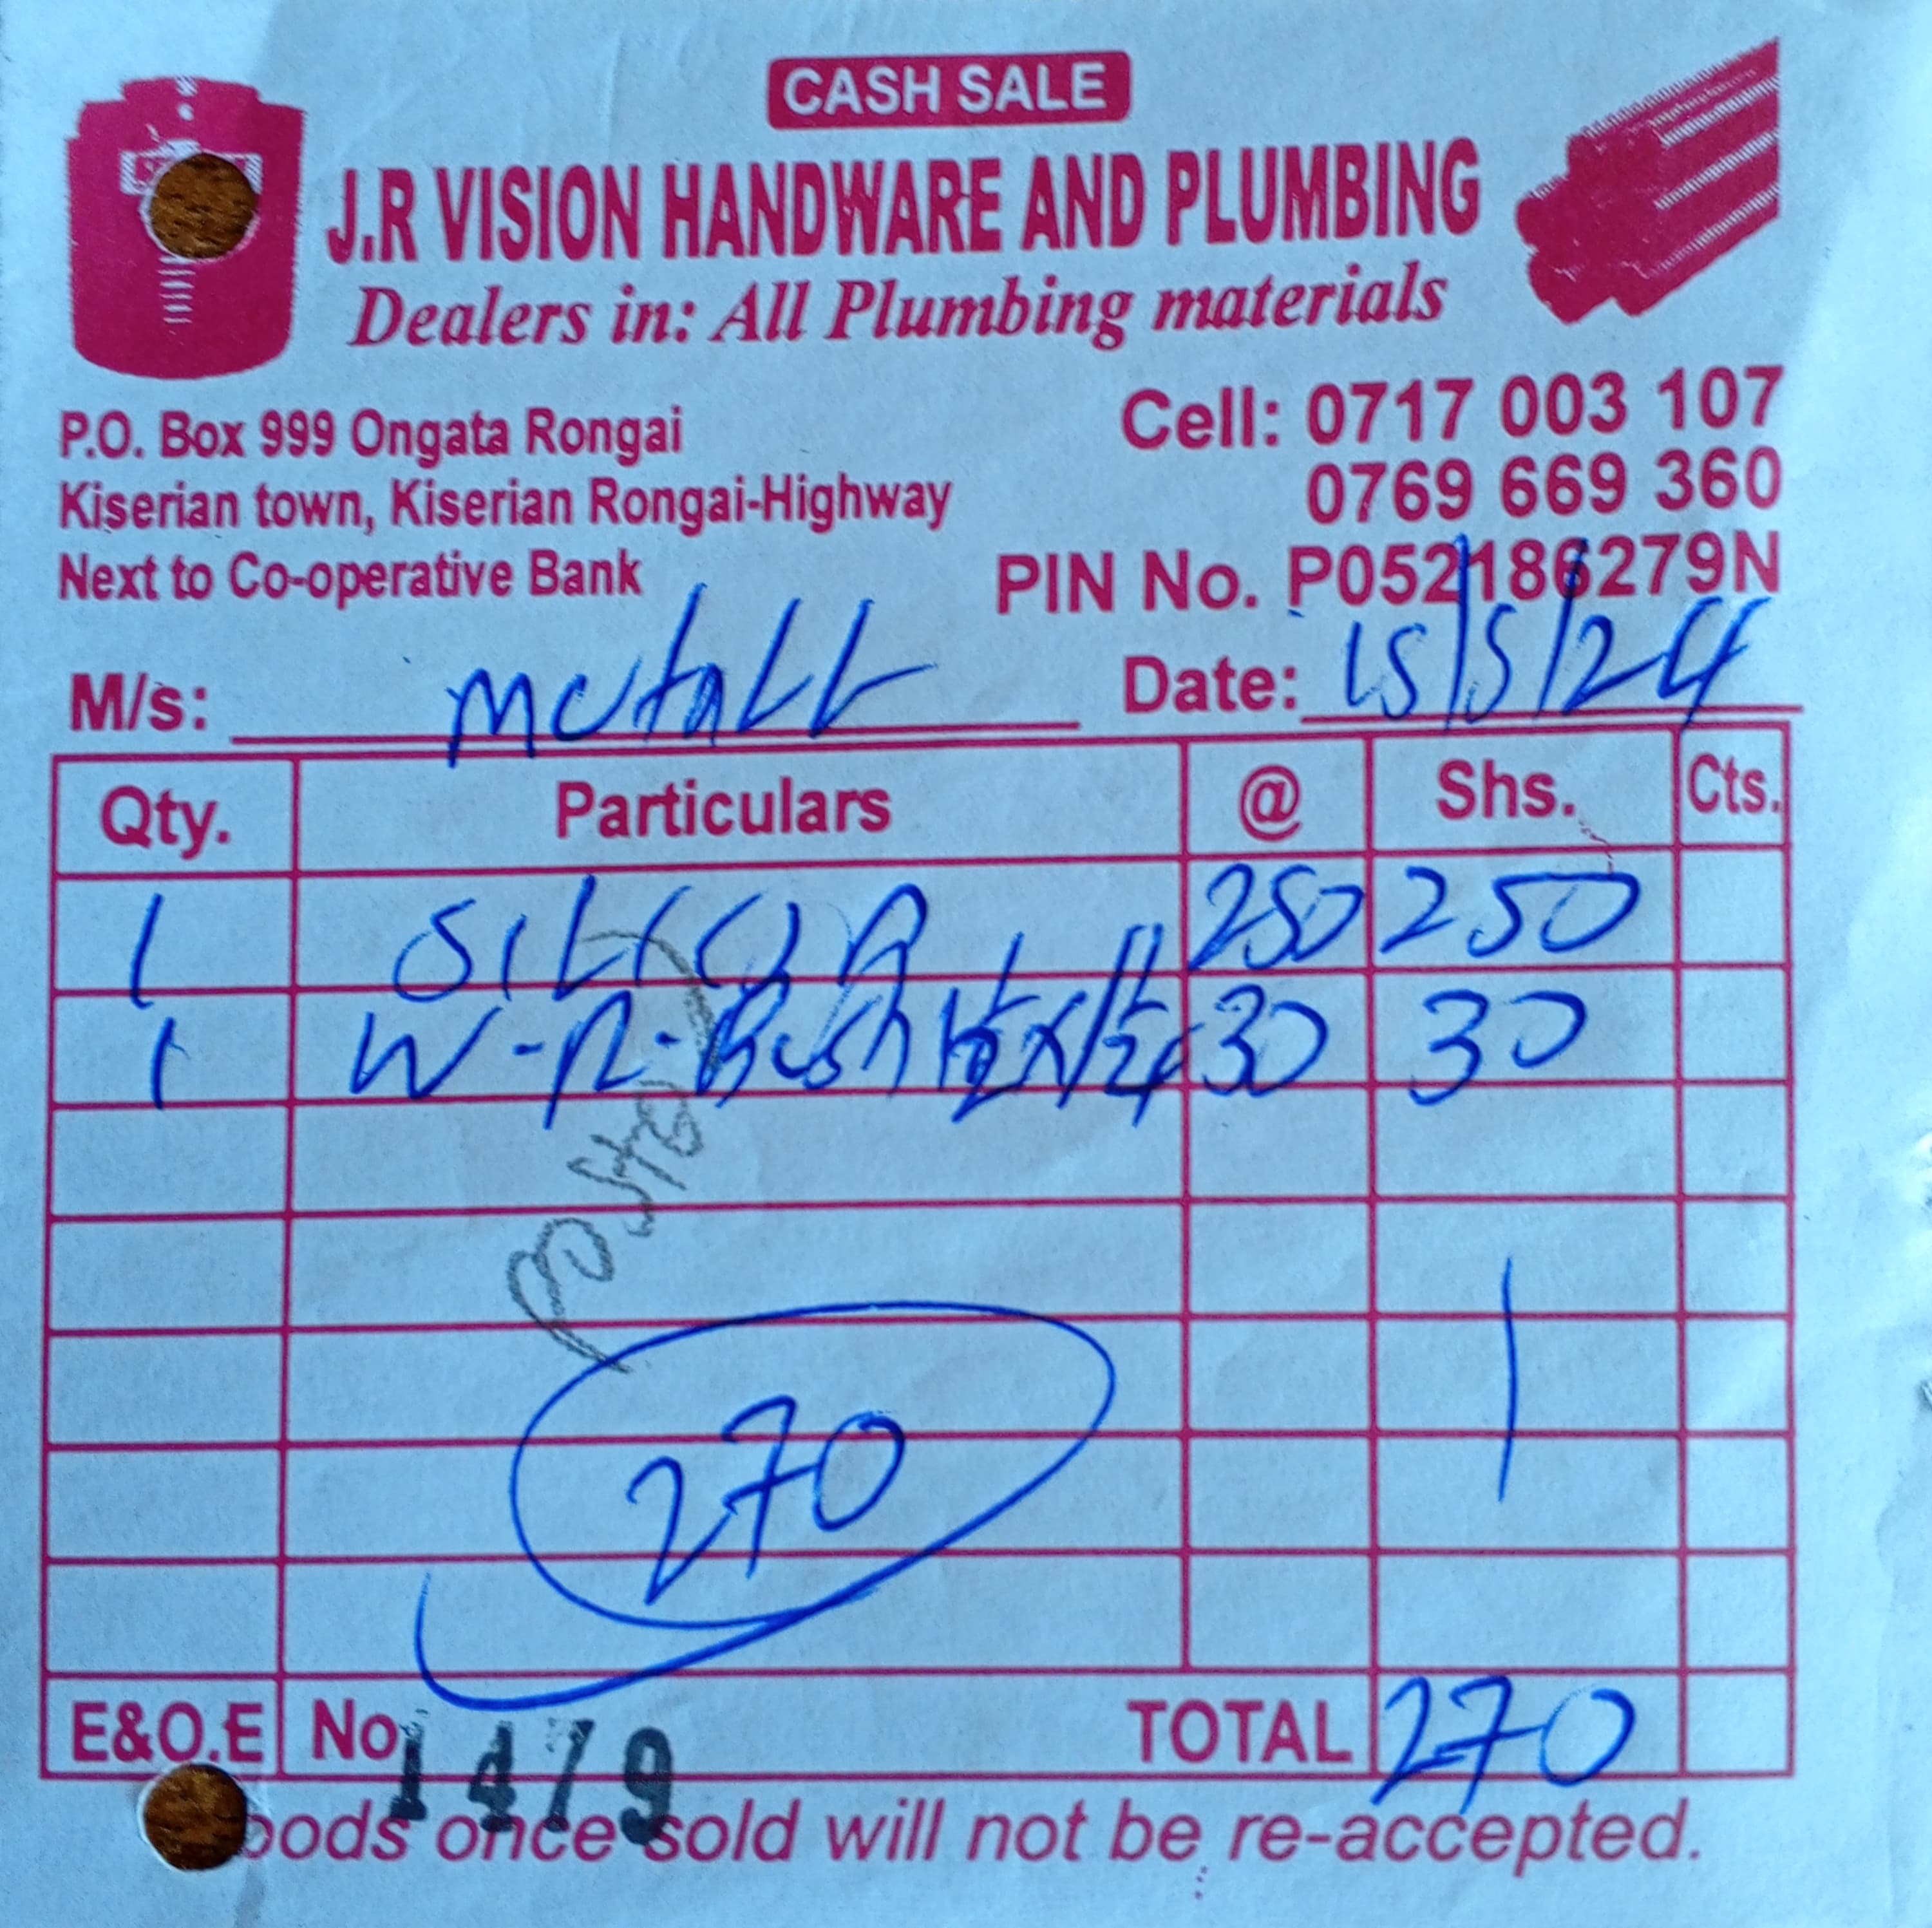 CASH SALE
J.R VISION HANDWARE AND PLUMBING
Dealers in: All Plumbing materials
P.O. Box 999 Ongata Rongai
Kiserian town, Kiserian Rongai-Highway
Next to Co-operative Bank
Cell: 0717 003 107
0769 669 360
PIN No. P052186279N
M/s: Date: 15/5/24
Qty. Particulars @ Shs. Cts.
1 250 250
1 W-R-Bush 30 30
Posted
270
E&O.E No 1479 TOTAL 270
oods once sold will not be re-accepted.